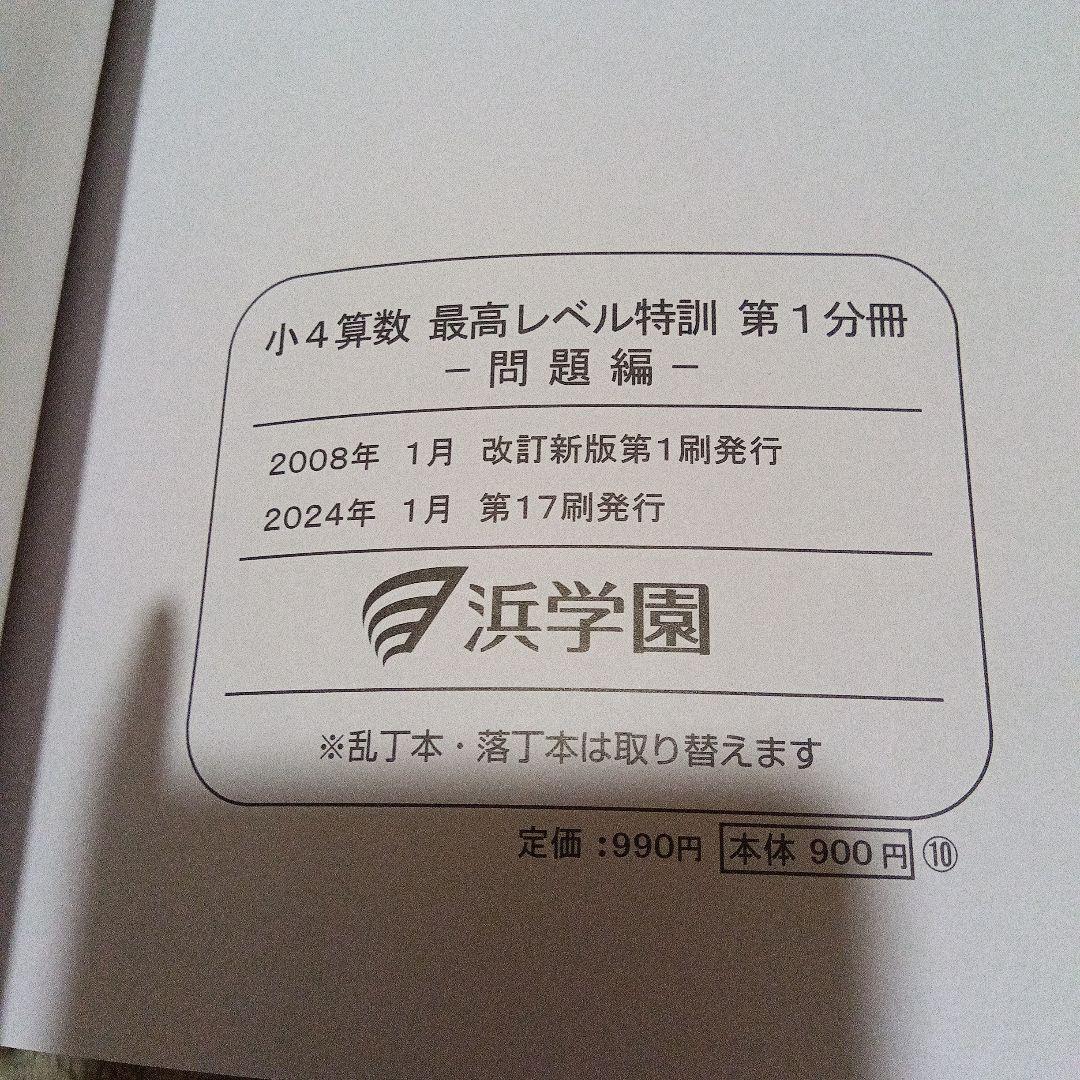 小4算数 最高レベル特訓 第1分冊
－問題編－
2008年 1月 改訂新版第1刷発行
2024年 1月 第17刷発行
浜学園
※乱丁本・落丁本は取り替えます
定価：990円 本体 900円 ⑩